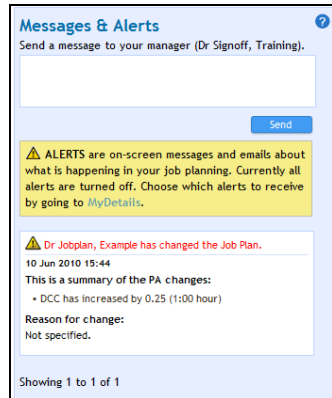 Messages & Alerts
?
Send a message to your manager (Dr Signoff, Training).
Send
ALERTS are on-screen messages and emails about
what is happening in your job planning. Currently all
alerts are turned off. Choose which alerts to receive
by going to MyDetails.
Dr Jobplan, Example has changed the Job Plan.
10 Jun 2010 15:44
This is a summary of the PA changes:
• DCC has increased by 0.25 (1:00 hour)
Reason for change:
Not specified.
Showing 1 to 1 of 1